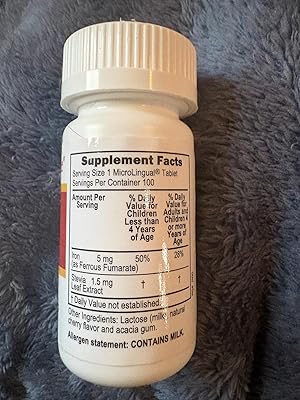 Supplement Facts
Serving Size 1 MicroLingual® Tablet
Servings Per Container 100
Amount Per Serving
% Daily Value for Children Less than 4 Years of Age
% Daily Value for Adults and Children 4 or more Years of Age
Iron 5 mg 50% 28%
(as Ferrous Fumarate)
Stevia 1.5 mg † †
Leaf Extract
† Daily Value not established.
Other Ingredients: Lactose (milk), natural
cherry flavor and acacia gum.
Allergen statement: CONTAINS MILK.